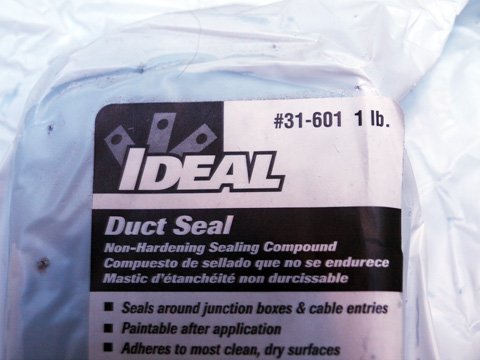 #31-601 1 lb.
IDEAL
Duct Seal
Non-Hardening Sealing Compound
Compuesto de sellado que no se endurece
Mastic d'étanchéité non durcissable
■ Seals around junction boxes & cable entries
■ Paintable after application
■ Adheres to most clean, dry surfaces